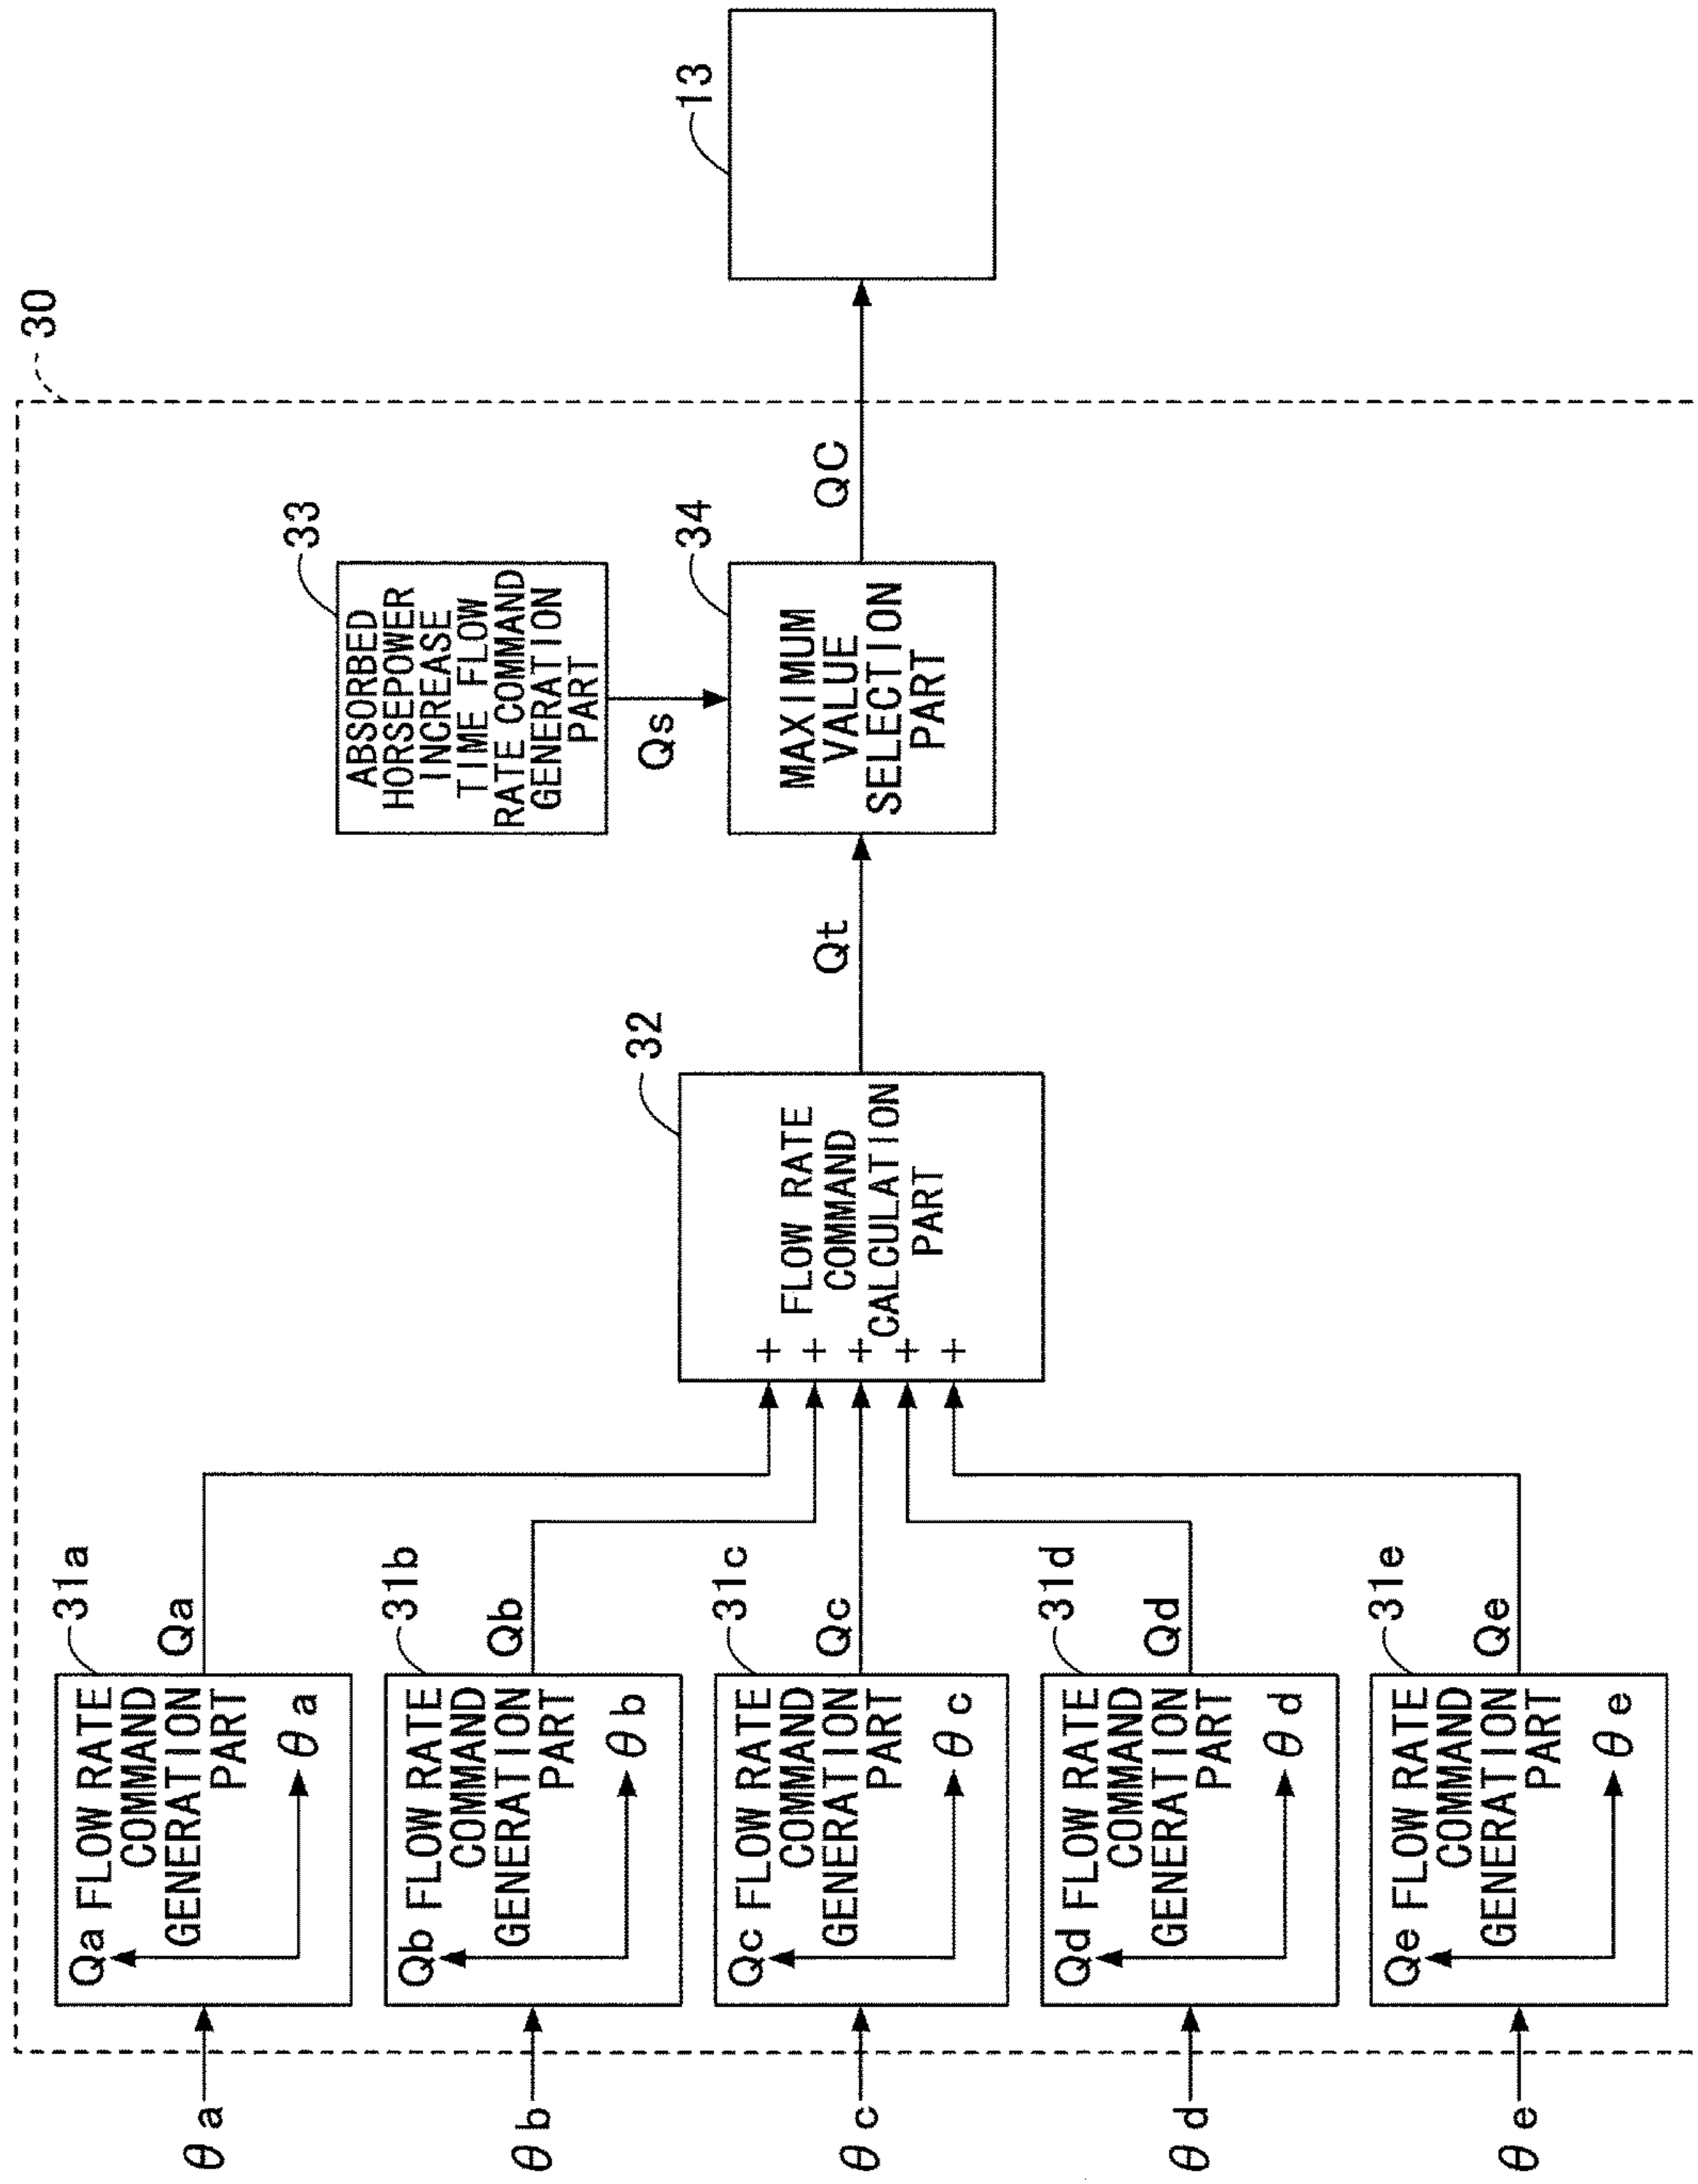 30
θa
Qa FLOW RATE
COMMAND
GENERATION
PART
θa
31a
Qa
θb
Qb FLOW RATE
COMMAND
GENERATION
PART
θb
31b
Qb
θc
Qc FLOW RATE
COMMAND
GENERATION
PART
θc
31c
Qc
θd
Qd FLOW RATE
COMMAND
GENERATION
PART
θd
31d
Qd
θe
Qe FLOW RATE
COMMAND
GENERATION
PART
θe
31e
Qe
+
+
+
+
+
32
FLOW RATE
COMMAND
CALCULATION
PART
Qt
33
ABSORBED
HORSEPOWER
INCREASE
TIME FLOW
RATE COMMAND
GENERATION
PART
Qs
34
MAXIMUM
VALUE
SELECTION
PART
QC
13